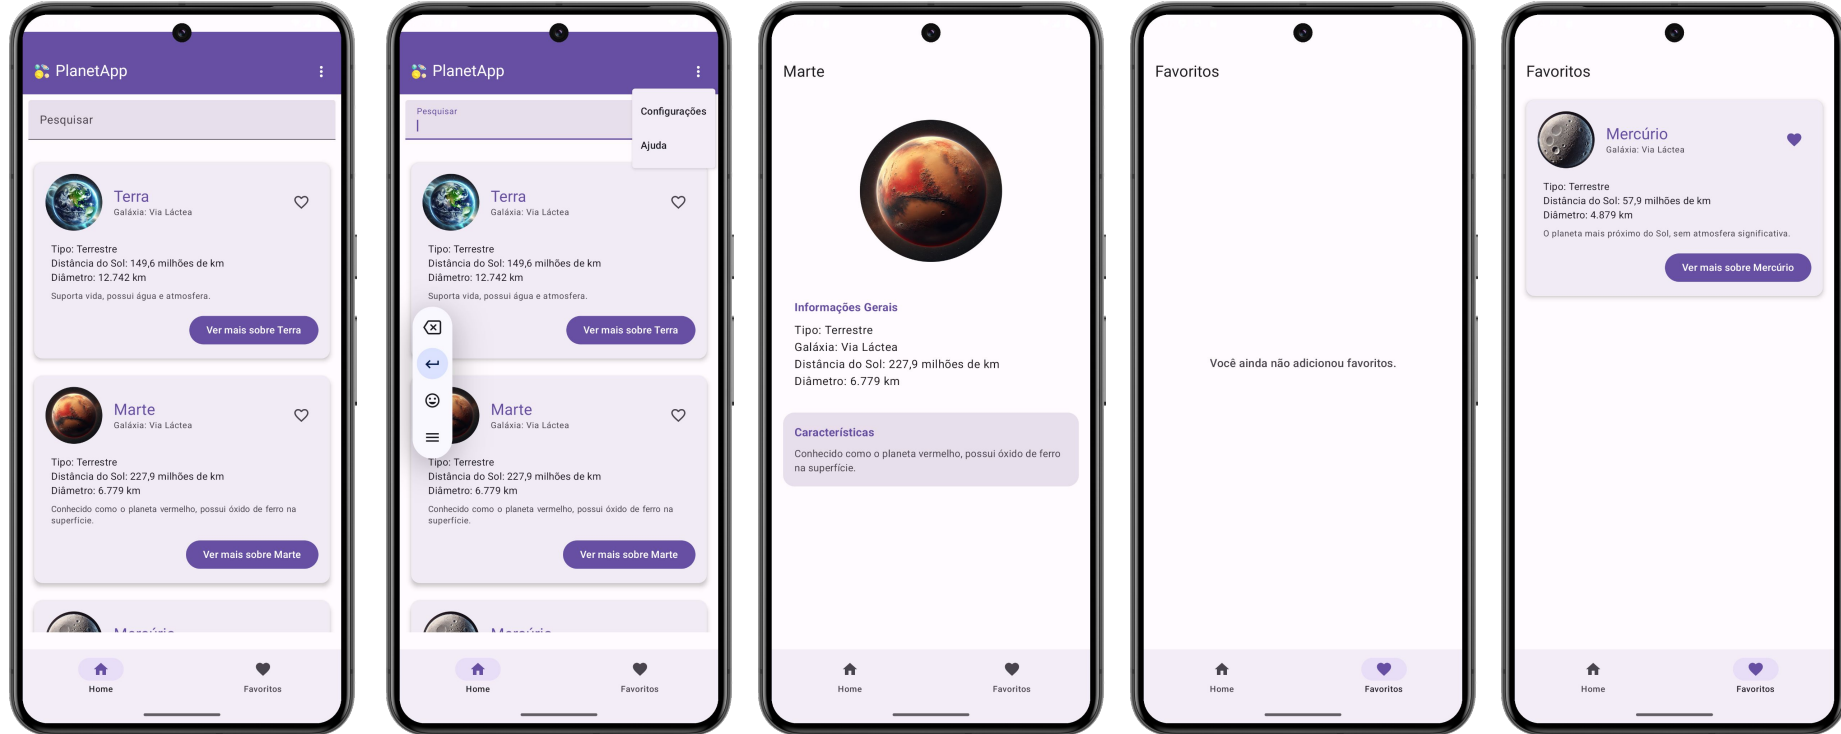 PlanetApp
Pesquisar
Terra
Galáxia: Via Láctea
Tipo: Terrestre
Distância do Sol: 149,6 milhões de km
Diâmetro: 12.742 km
Suporta vida, possui água e atmosfera.
Ver mais sobre Terra
Marte
Galáxia: Via Láctea
Tipo: Terrestre
Distância do Sol: 227,9 milhões de km
Diâmetro: 6.779 km
Conhecido como o planeta vermelho, possui óxido de ferro na
superfície.
Ver mais sobre Marte
Mercúrio
Home
Favoritos
PlanetApp
Pesquisar
Configurações
Ajuda
Terra
Galáxia: Via Láctea
Tipo: Terrestre
Distância do Sol: 149,6 milhões de km
Diâmetro: 12.742 km
Suporta vida, possui água e atmosfera.
Ver mais sobre Terra
Marte
Galáxia: Via Láctea
Tipo: Terrestre
Distância do Sol: 227,9 milhões de km
Diâmetro: 6.779 km
Conhecido como o planeta vermelho, possui óxido de ferro na
superfície.
Ver mais sobre Marte
Mercúrio
Home
Favoritos
Marte
Informações Gerais
Tipo: Terrestre
Galáxia: Via Láctea
Distância do Sol: 227,9 milhões de km
Diâmetro: 6.779 km
Características
Conhecido como o planeta vermelho, possui óxido de ferro
na superfície.
Home
Favoritos
Favoritos
Você ainda não adicionou favoritos.
Home
Favoritos
Favoritos
Mercúrio
Galáxia: Via Láctea
Tipo: Terrestre
Distância do Sol: 57,9 milhões de km
Diâmetro: 4.879 km
O planeta mais próximo do Sol, sem atmosfera significativa.
Ver mais sobre Mercúrio
Home
Favoritos